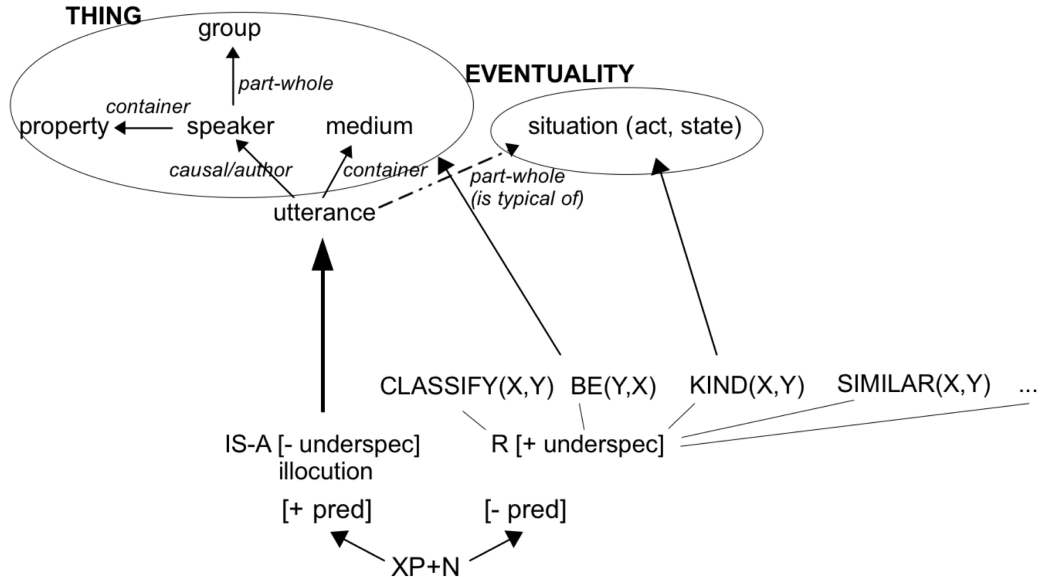 THING
group
part-whole
EVENTUALITY
container
property speaker medium situation (act, state)
causal/author container part-whole
(is typical of)
utterance
CLASSIFY(X,Y) BE(Y,X) KIND(X,Y) SIMILAR(X,Y) ...
IS-A [- underspec] R [+ underspec]
illocution
[+ pred] [- pred]
XP+N